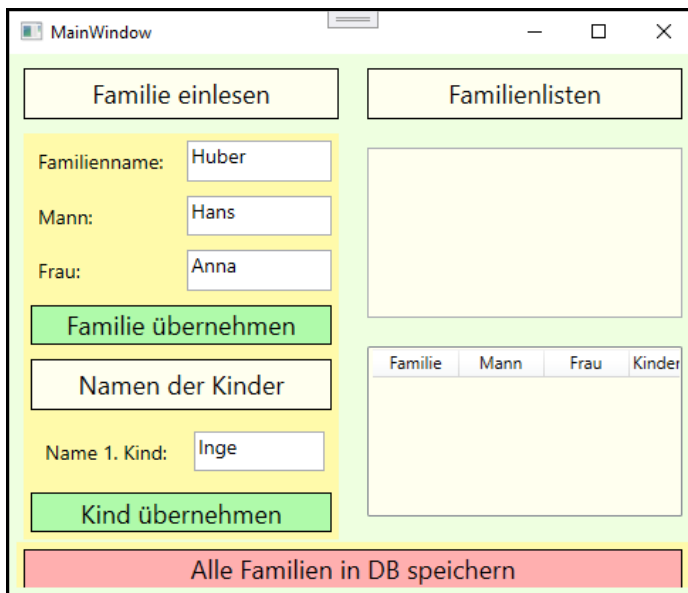 MainWindow
Familie einlesen
Familienlisten
Familienname:
Huber
Mann:
Hans
Frau:
Anna
Familie übernehmen
Namen der Kinder
Name 1. Kind:
Inge
Kind übernehmen
Familie Mann Frau Kinder
Alle Familien in DB speichern